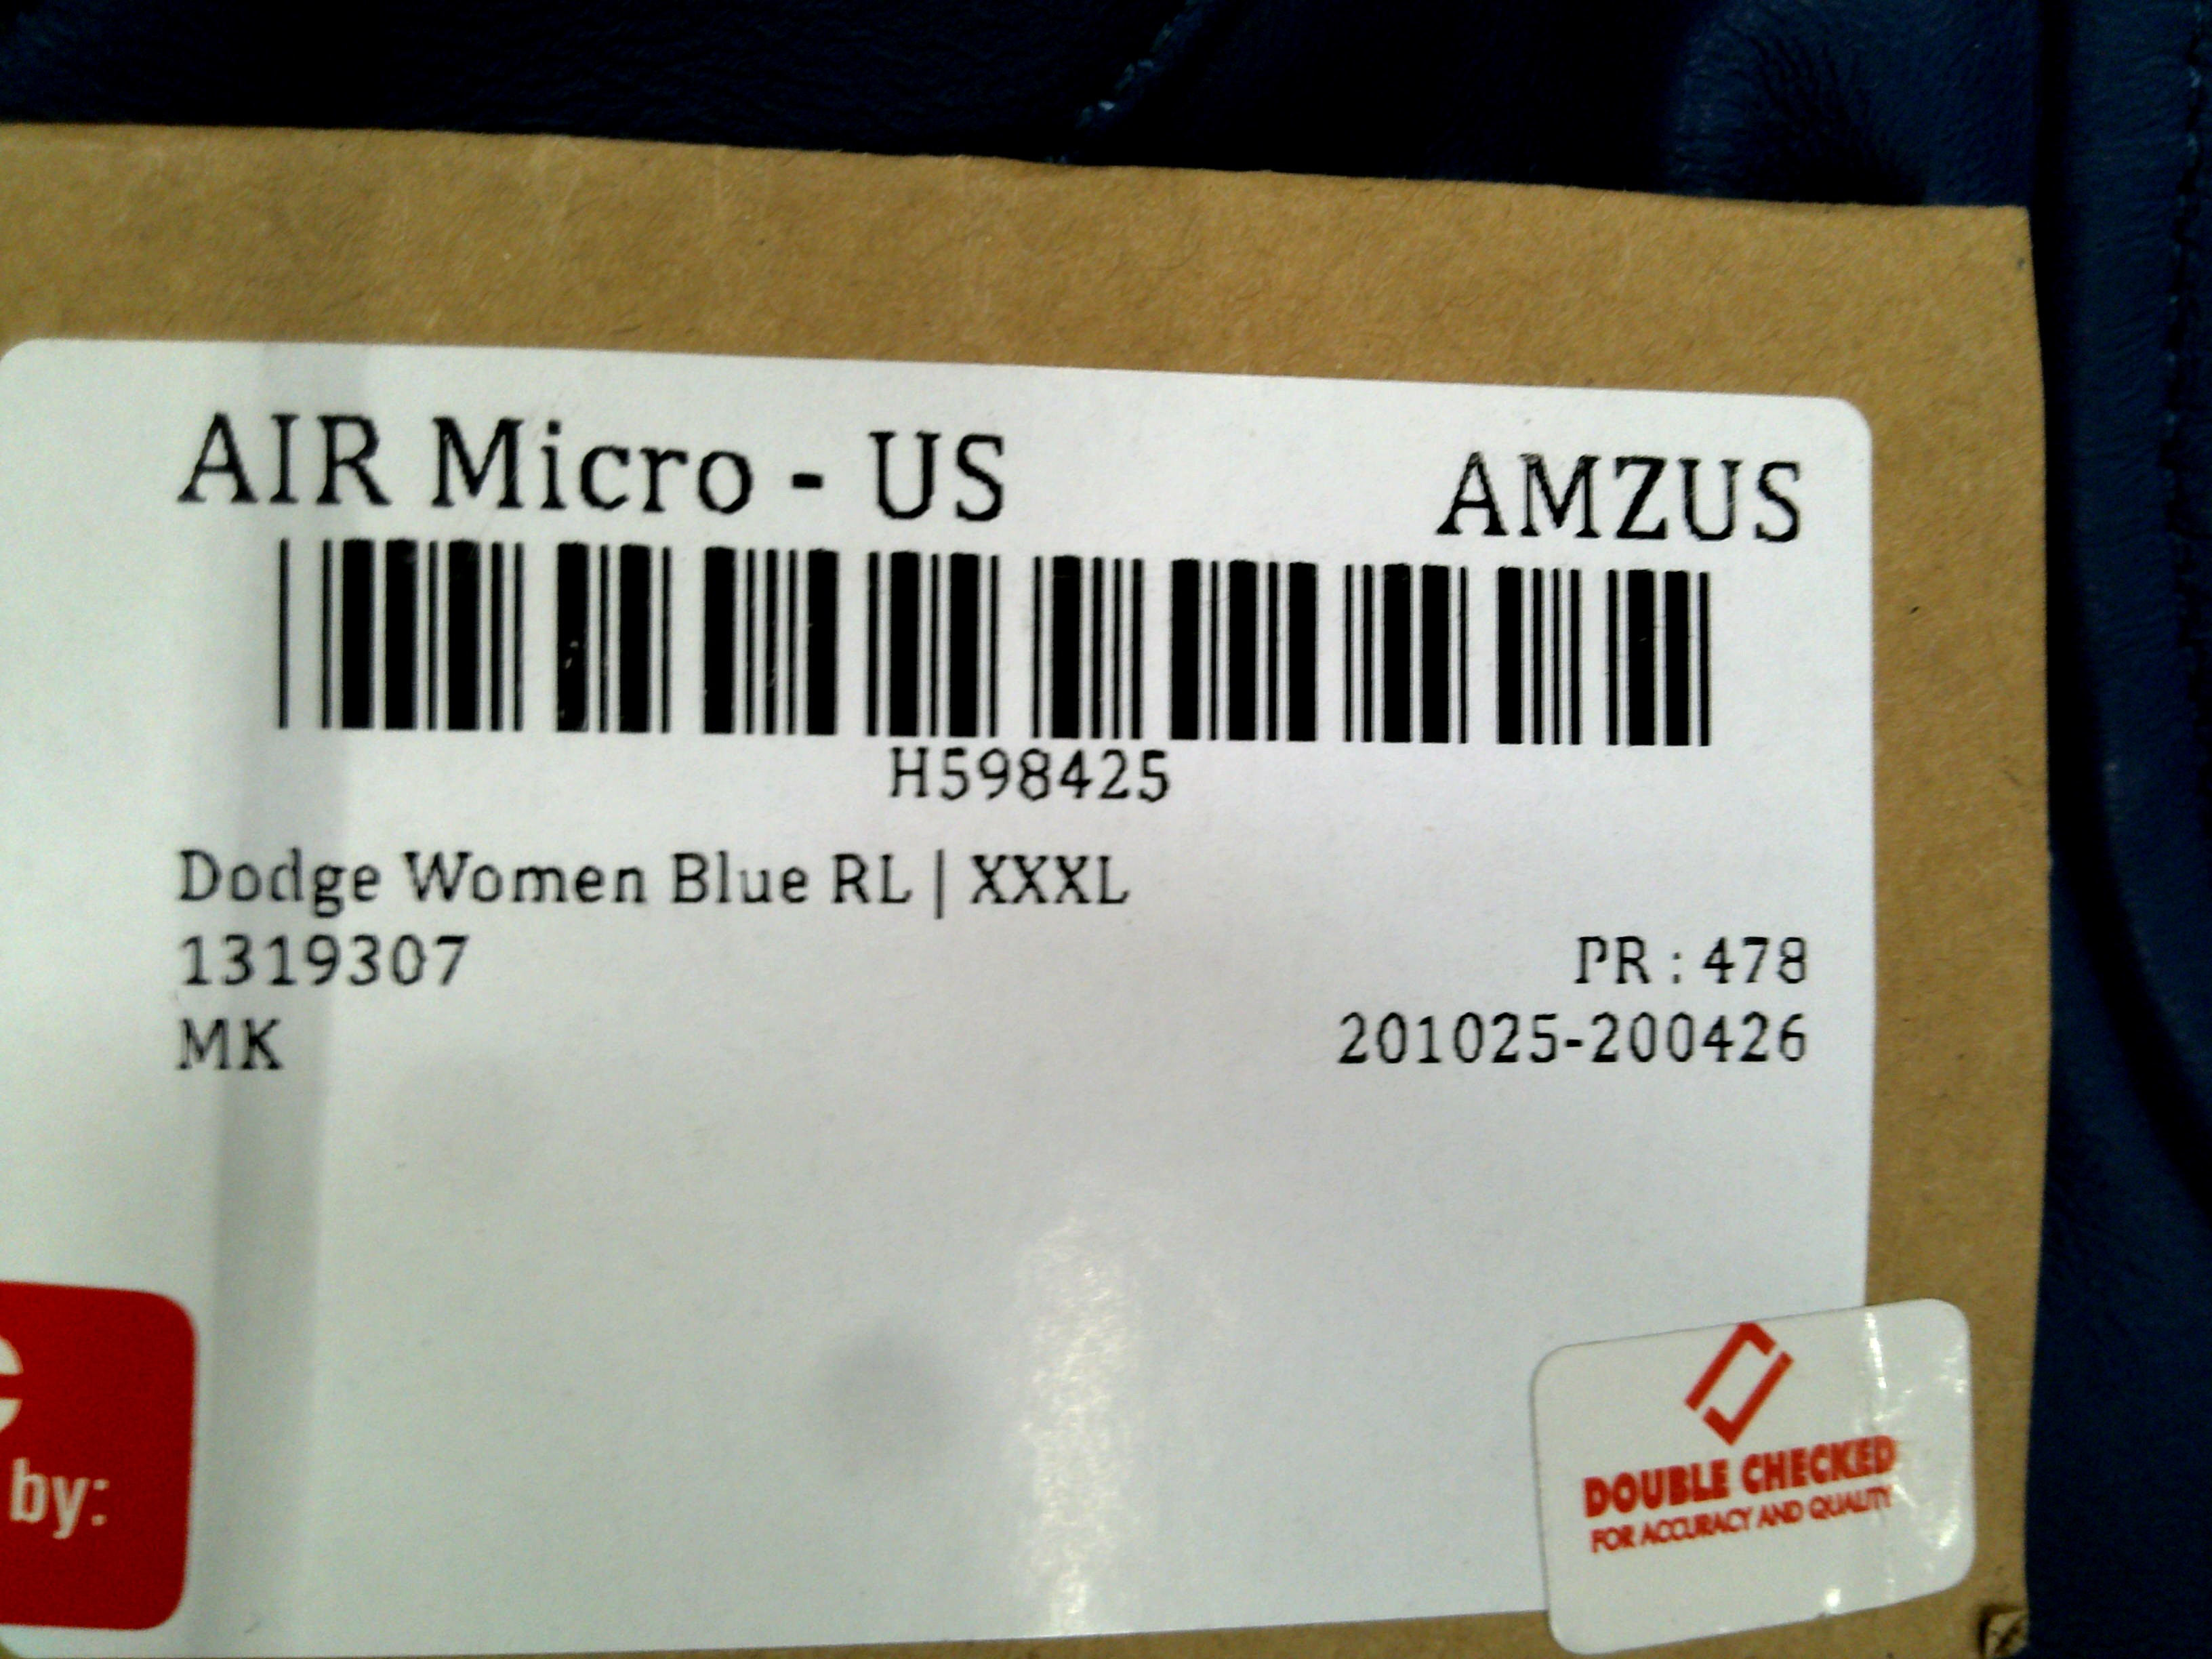 AIR Micro - US
AMZUS
H598425
Dodge Women Blue RL | XXXL
1319307
PR : 478
MK
201025-200426
by:
DOUBLE CHECKED
FOR ACCURACY AND QUALITY